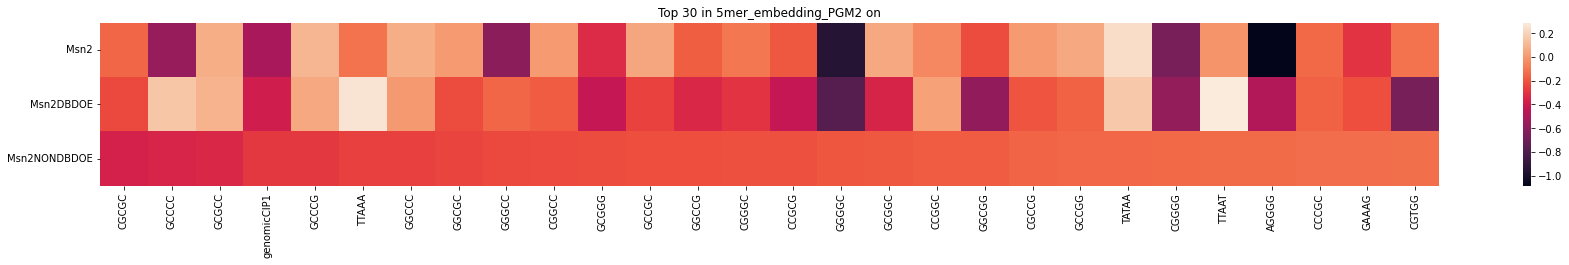 Top 30 in 5mer_embedding_PGM2 on
Msn2
Msn2DBDOE
Msn2NONDBDOE
CGCGC
GCCCC
GCGCC
genomicCIP1
GCCCG
TTAAA
GGCCC
GGCGC
GGGCC
CGGCC
GCGGG
GCCGC
GGCCG
CGGGC
CCGCG
GGGGC
GCGGC
CCGGC
GGCGG
CGCCG
GCCGG
TATAA
CGGGG
TTAAT
AGGGG
CCCGC
GAAAG
CGTGG
0.2
0.0
−0.2
−0.4
−0.6
−0.8
−1.0